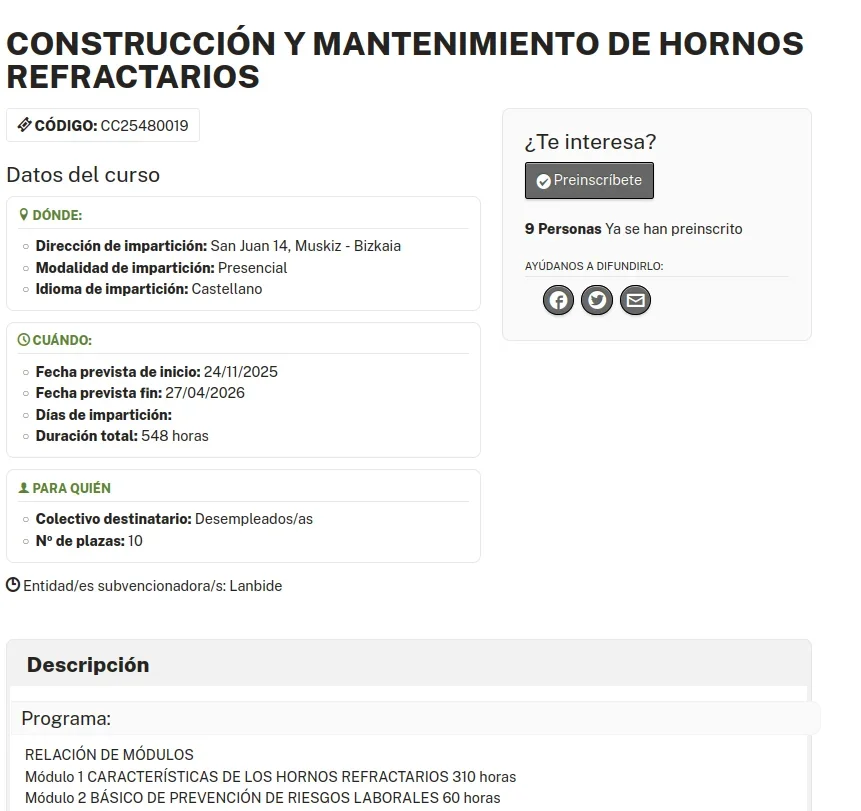 CONSTRUCCIÓN Y MANTENIMIENTO DE HORNOS
REFRACTARIOS
CÓDIGO: CC25480019
Datos del curso
DÓNDE:
Dirección de impartición: San Juan 14, Muskiz - Bizkaia
Modalidad de impartición: Presencial
Idioma de impartición: Castellano
CUÁNDO:
Fecha prevista de inicio: 24/11/2025
Fecha prevista fin: 27/04/2026
Días de impartición:
Duración total: 548 horas
PARA QUIÉN
Colectivo destinatario: Desempleados/as
Nº de plazas: 10
Entidad/es subvencionadora/s: Lanbide
¿Te interesa?
Preinscríbete
9 Personas Ya se han preinscrito
AYÚDANOS A DIFUNDIRLO:
Descripción
Programa:
RELACIÓN DE MÓDULOS
Módulo 1 CARACTERÍSTICAS DE LOS HORNOS REFRACTARIOS 310 horas
Módulo 2 BÁSICO DE PREVENCIÓN DE RIESGOS LABORALES 60 horas